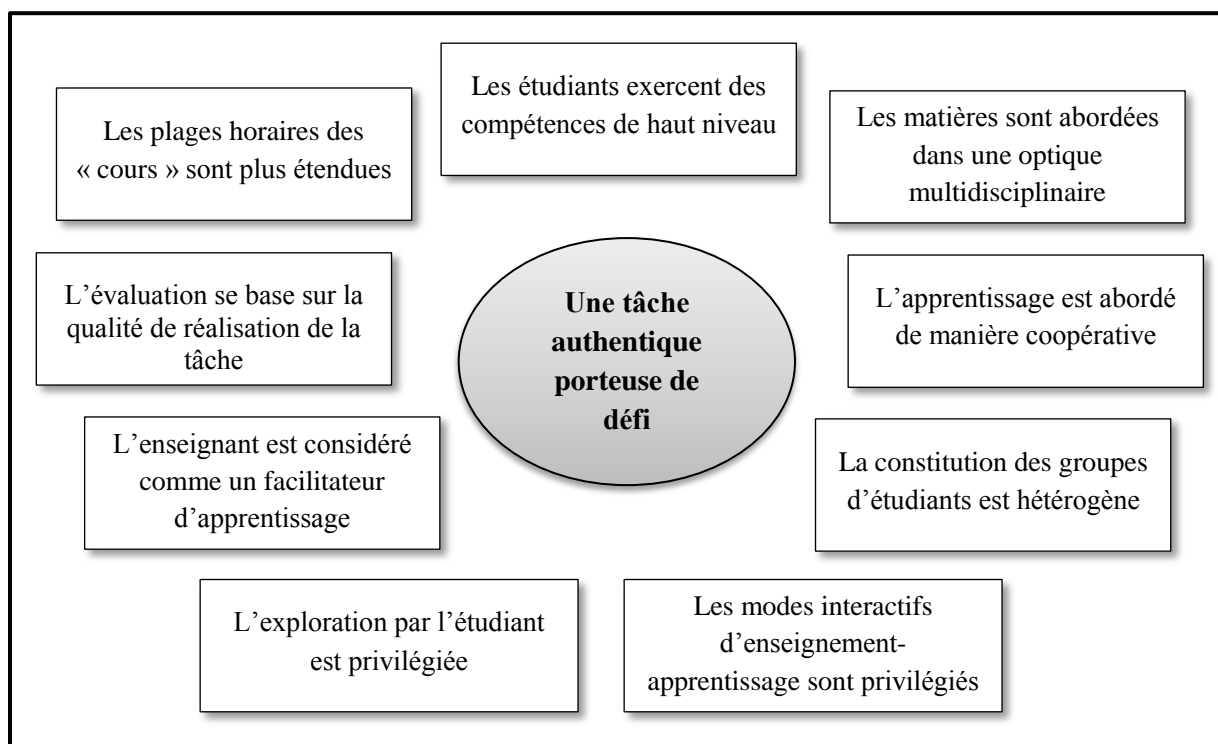 Les étudiants exercent des
compétences de haut niveau
Les plages horaires des
« cours » sont plus étendues
Les matières sont abordées
dans une optique
multidisciplinaire
L’évaluation se base sur la
qualité de réalisation de la
tâche
Une tâche
authentique
porteuse de
défi
L’apprentissage est abordé
de manière coopérative
L’enseignant est considéré
comme un facilitateur
d’apprentissage
La constitution des groupes
d’étudiants est hétérogène
L’exploration par l’étudiant
est privilégiée
Les modes interactifs
d’enseignement-
apprentissage sont privilégiés